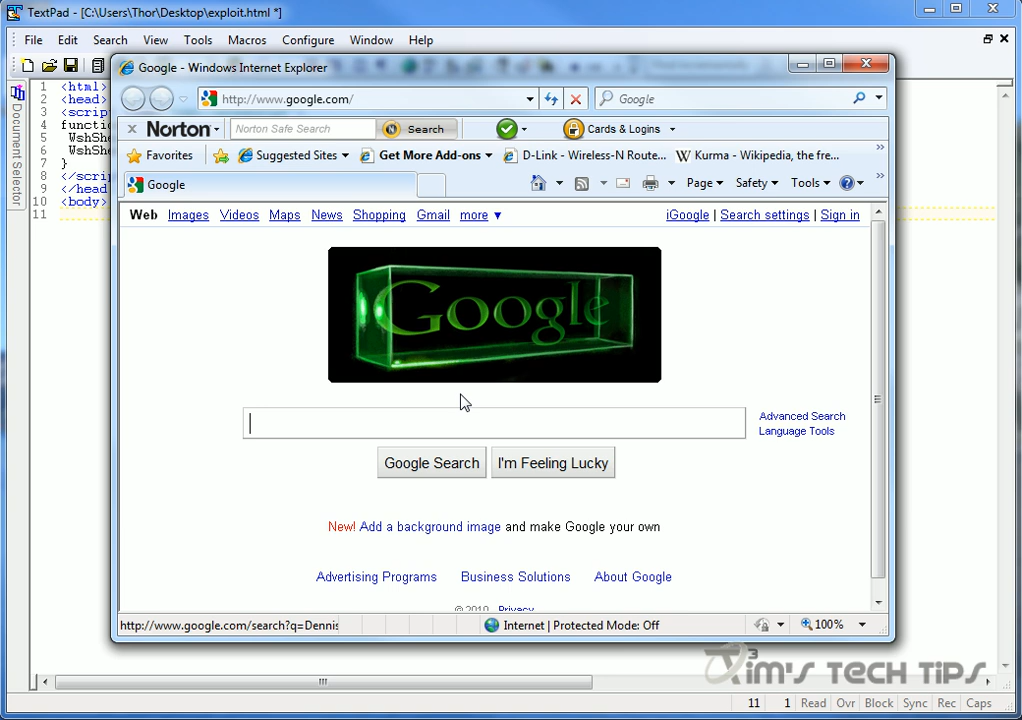 TextPad - [C:\Users\Thor\Desktop\exploit.html *]
File Edit Search View Tools Macros Configure Window Help
Google - Windows Internet Explorer
http://www.google.com/
Google
Norton
Norton Safe Search
Search
Cards & Logins
Favorites
Suggested Sites
Get More Add-ons
D-Link - Wireless-N Route...
Kurma - Wikipedia, the fre...
Google
Page Safety Tools
Web Images Videos Maps News Shopping Gmail more ▼
iGoogle | Search settings | Sign in
Google
Advanced Search
Language Tools
Google Search
I'm Feeling Lucky
New! Add a background image and make Google your own
Advertising Programs Business Solutions About Google
© 2010 Privacy
http://www.google.com/search?q=Dennis
Internet | Protected Mode: Off
100%
Document Selector
1 <html>
2 <head>
3 <scrip
4 functio
5 WshShe
6 WshShe
7 }
8 </scri
9 </head
10 <body>
11
Tim's Tech Tips
3
11 1 Read Ovr Block Sync Rec Caps